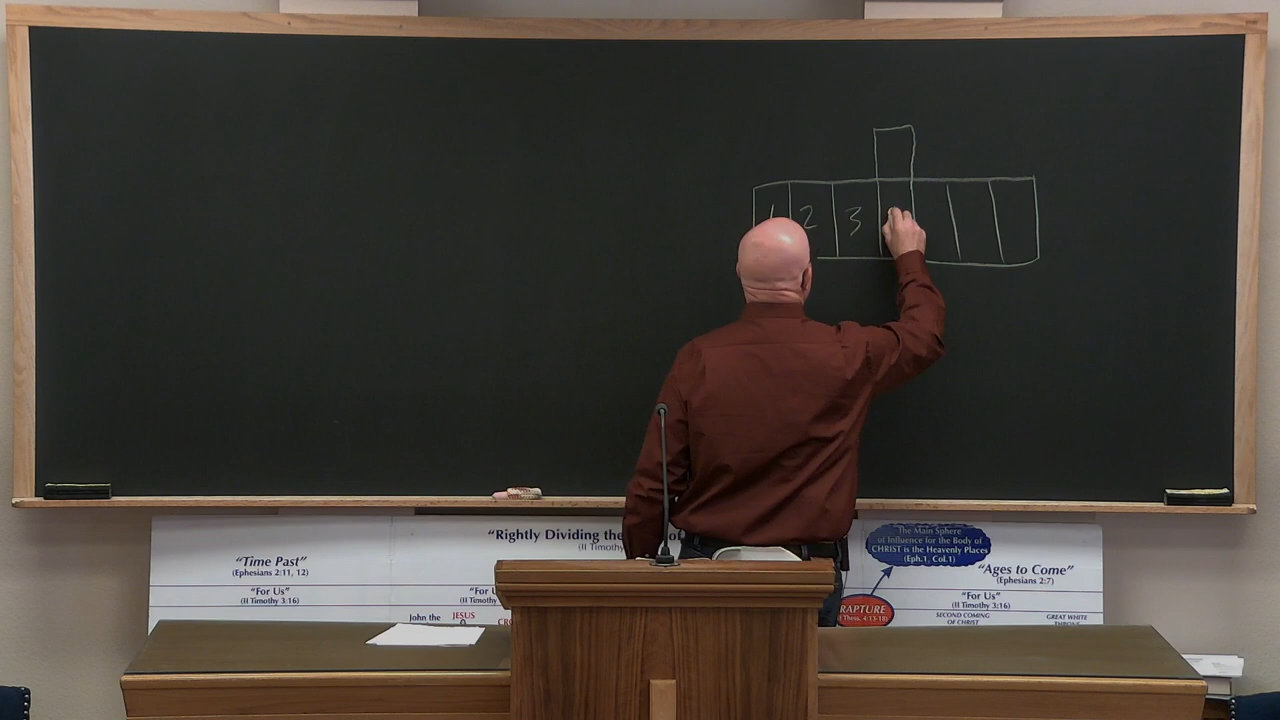 1 2 3
"Rightly Dividing the of
(II Timothy
"Time Past"
(Ephesians 2:11, 12)
"For Us"
(II Timothy 3:16)
"For U
(II Timothy
John the
JESUS
The Main Sphere
of Influence for the Body of
CHRIST is the Heavenly Places
(Eph.1, Col.1)
"Ages to Come"
(Ephesians 2:7)
"For Us"
(II Timothy 3:16)
RAPTURE
Thess. 4:13-18)
SECOND COMING
OF CHRIST
GREAT WHITE